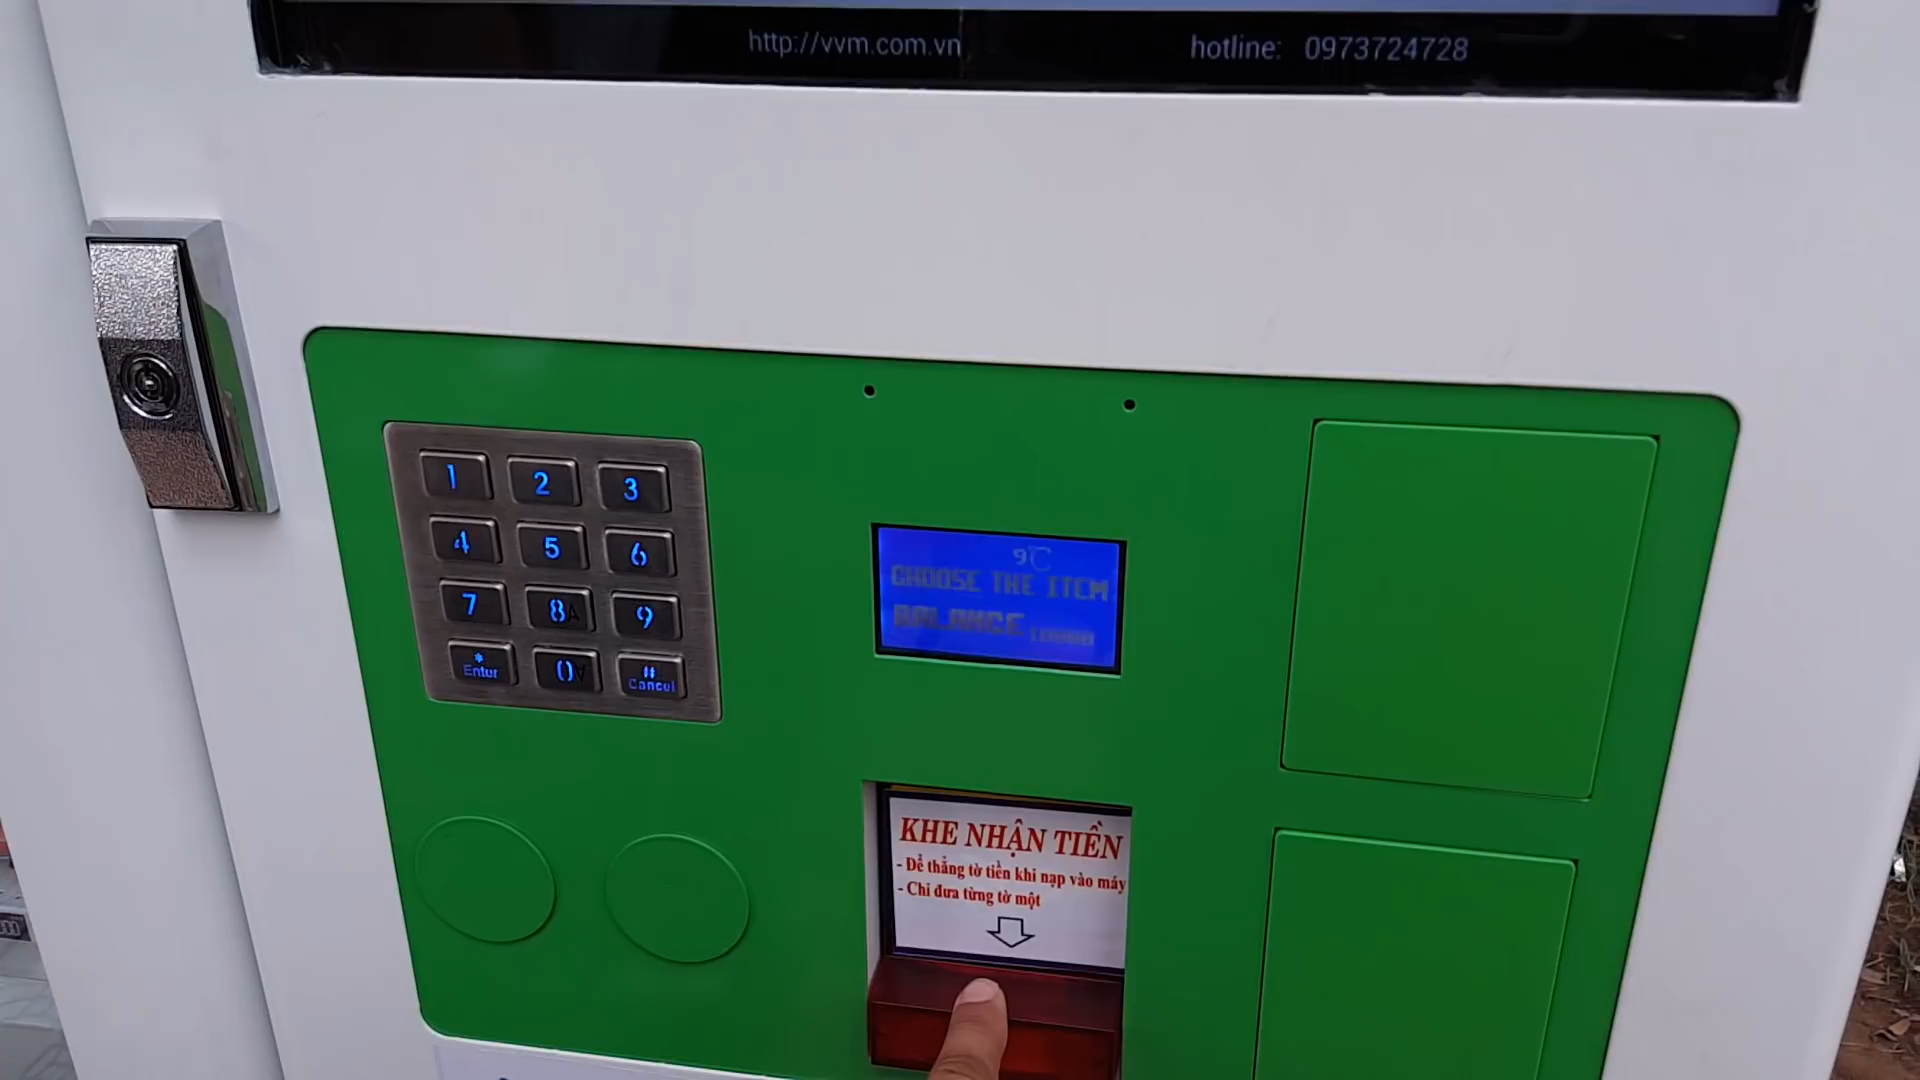 http://vvm.com.vn
hotline: 0973724728
1 2 3
4 5 6
7 8 9
* Enter 0 # Cancel
9℃
CHOOSE THE ITEM
BALANCE
KHE NHẬN TIỀN
- Để thẳng tờ tiền khi nạp vào máy
- Chỉ đưa từng tờ một